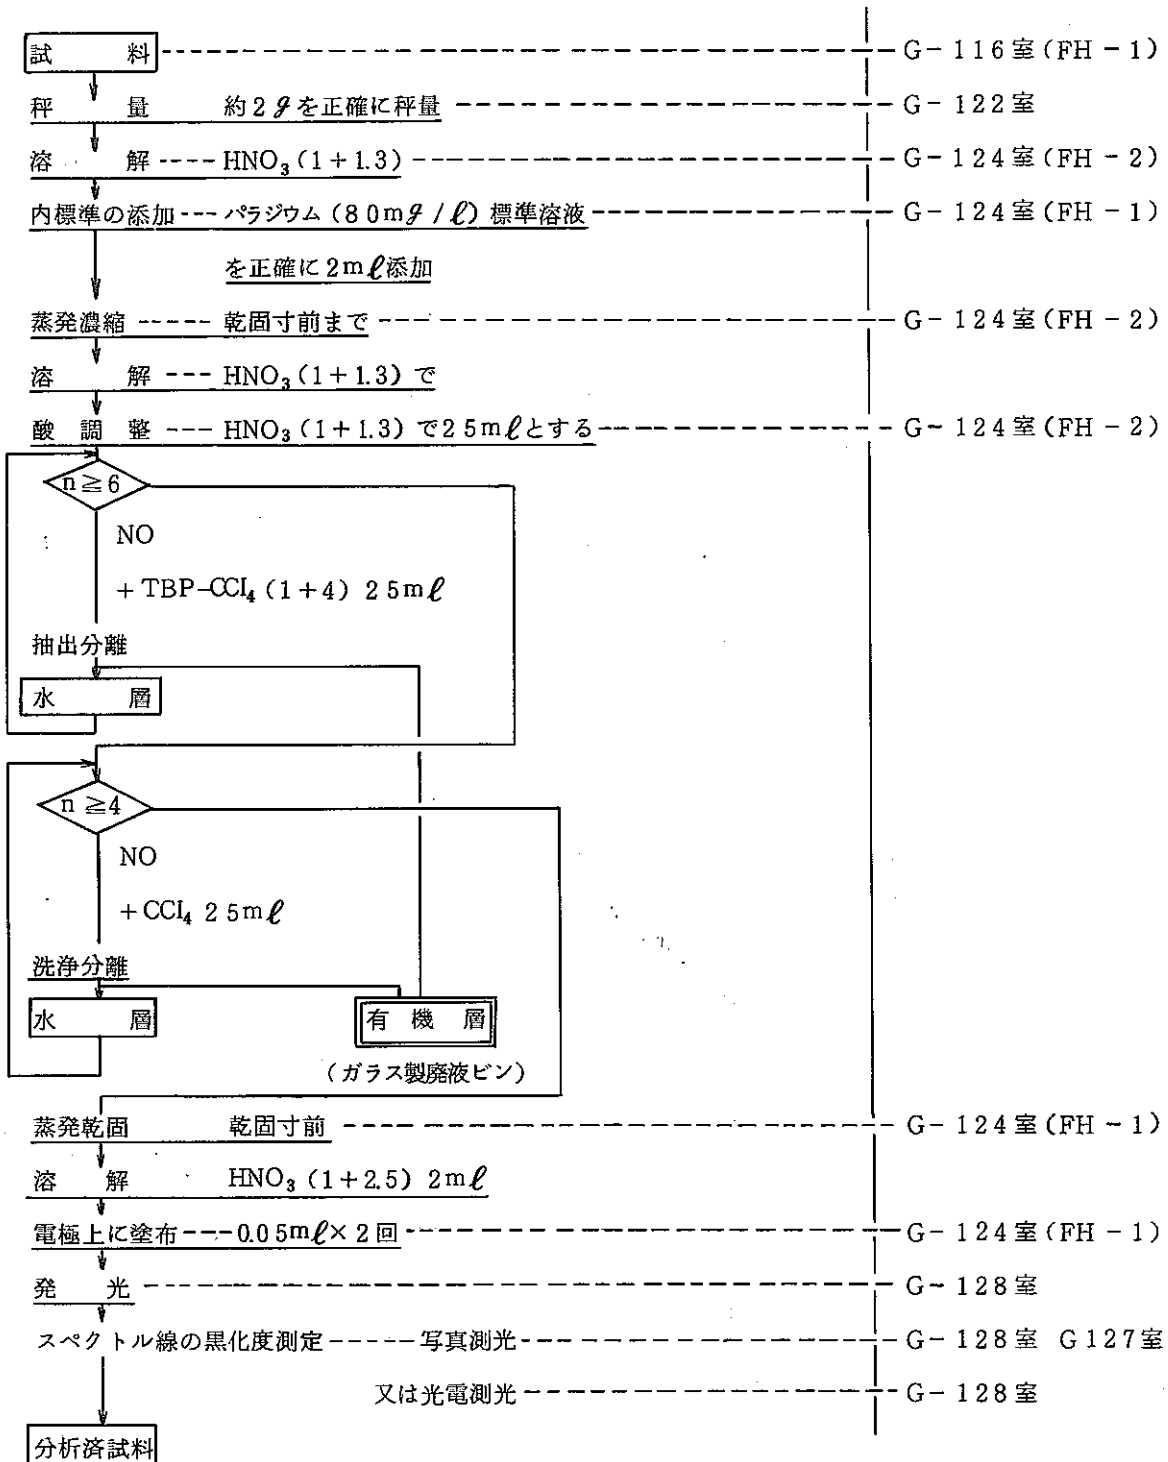 試 料 G-116室(FH-1)
秤 量 約2gを正確に秤量 G-122室
溶 解 HNO₃(1+1.3) G-124室(FH-2)
内標準の添加 パラジウム(80mg/ℓ)標準溶液 G-124室(FH-1)
を正確に2mℓ添加
蒸発濃縮 乾固寸前まで G-124室(FH-2)
溶 解 HNO₃(1+1.3)で
酸 調 整 HNO₃(1+1.3)で25mℓとする G-124室(FH-2)
n≧6
NO
+TBP-CCl₄(1+4) 25mℓ
抽出分離
水 層
n≧4
NO
+CCl₄ 25mℓ
洗浄分離
水 層 有 機 層
(ガラス製廃液ビン)
蒸発乾固 乾固寸前 G-124室(FH-1)
溶 解 HNO₃(1+2.5) 2mℓ
電極上に塗布 0.05mℓ×2回 G-124室(FH-1)
発 光 G-128室
スペクトル線の黒化度測定 写真測光 G-128室 G127室
又は光電測光 G-128室
分析済試料